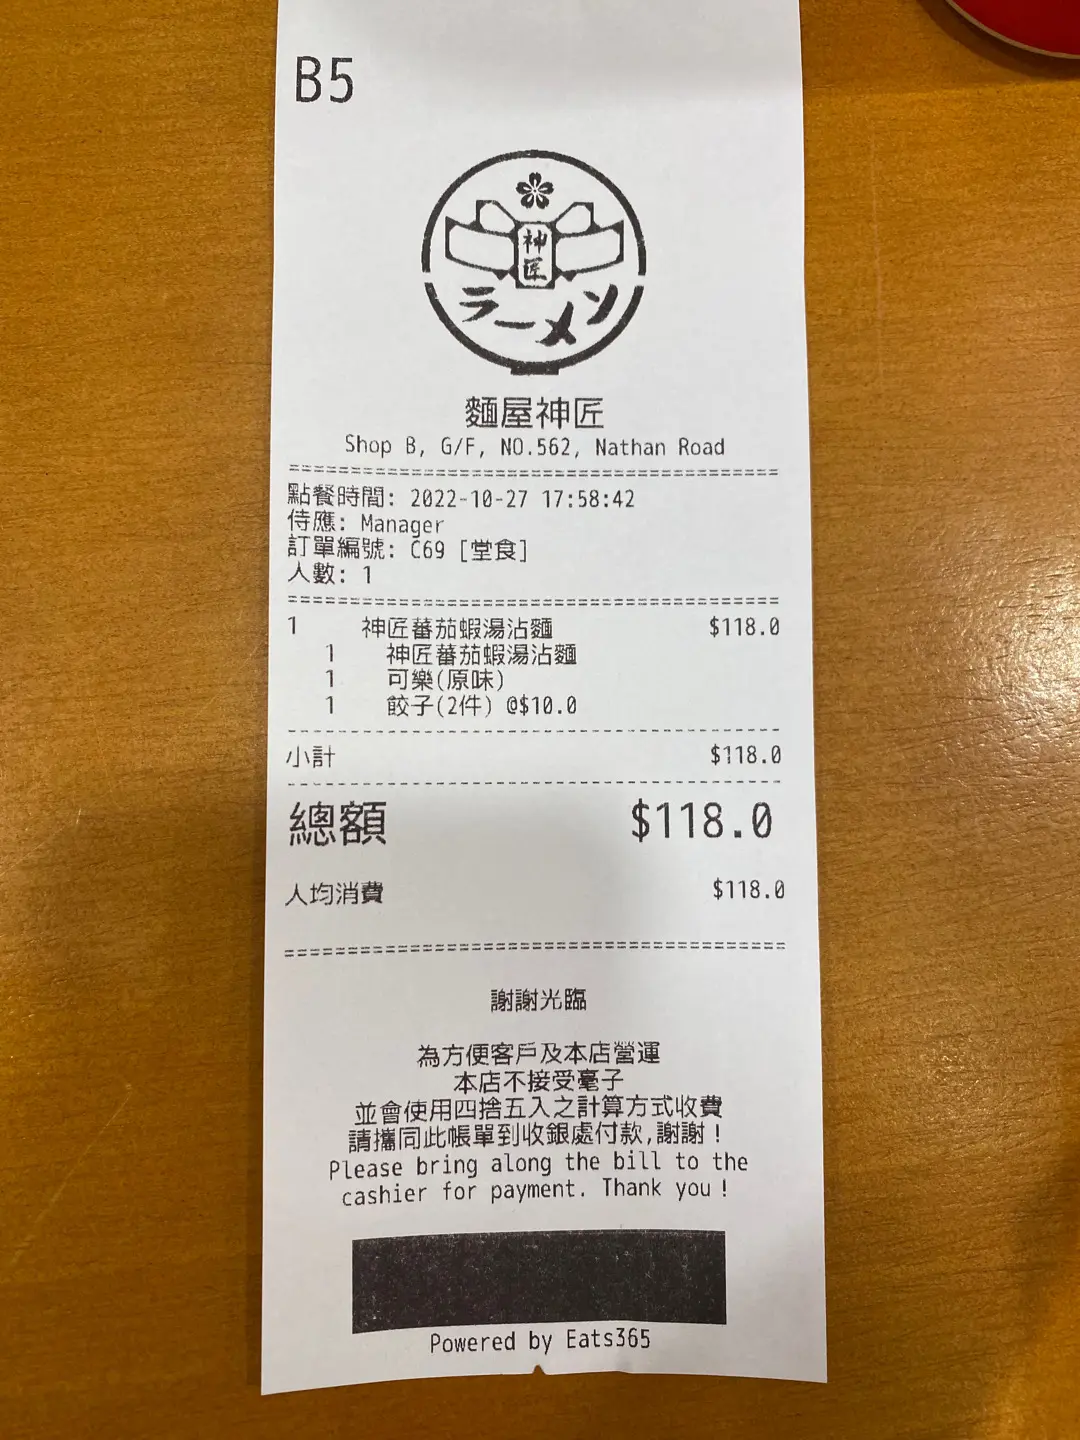 B5
神匠
ラーメン
麵屋神匠
Shop B, G/F, NO.562, Nathan Road
點餐時間: 2022-10-27 17:58:42
侍應: Manager
訂單編號: C69 [堂食]
人數: 1
1 神匠蕃茄蝦湯沾麵 $118.0
1 神匠蕃茄蝦湯沾麵
1 可樂(原味)
1 餃子(2件) @$10.0
小計 $118.0
總額 $118.0
人均消費 $118.0
謝謝光臨
為方便客戶及本店營運
本店不接受毫子
並會使用四捨五入之計算方式收費
請攜同此帳單到收銀處付款,謝謝！
Please bring along the bill to the
cashier for payment. Thank you！
Powered by Eats365